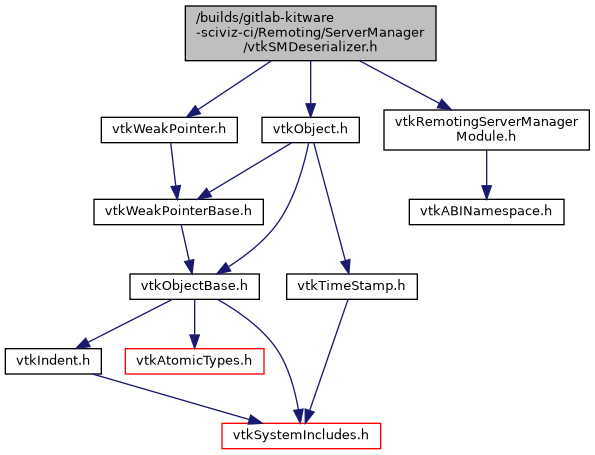 /builds/gitlab-kitware
-sciviz-ci/Remoting/ServerManager
/vtkSMDeserializer.h
vtkWeakPointer.h
vtkObject.h
vtkRemotingServerManager
Module.h
vtkWeakPointerBase.h
vtkABINamespace.h
vtkObjectBase.h
vtkTimeStamp.h
vtkIndent.h
vtkAtomicTypes.h
vtkSystemIncludes.h